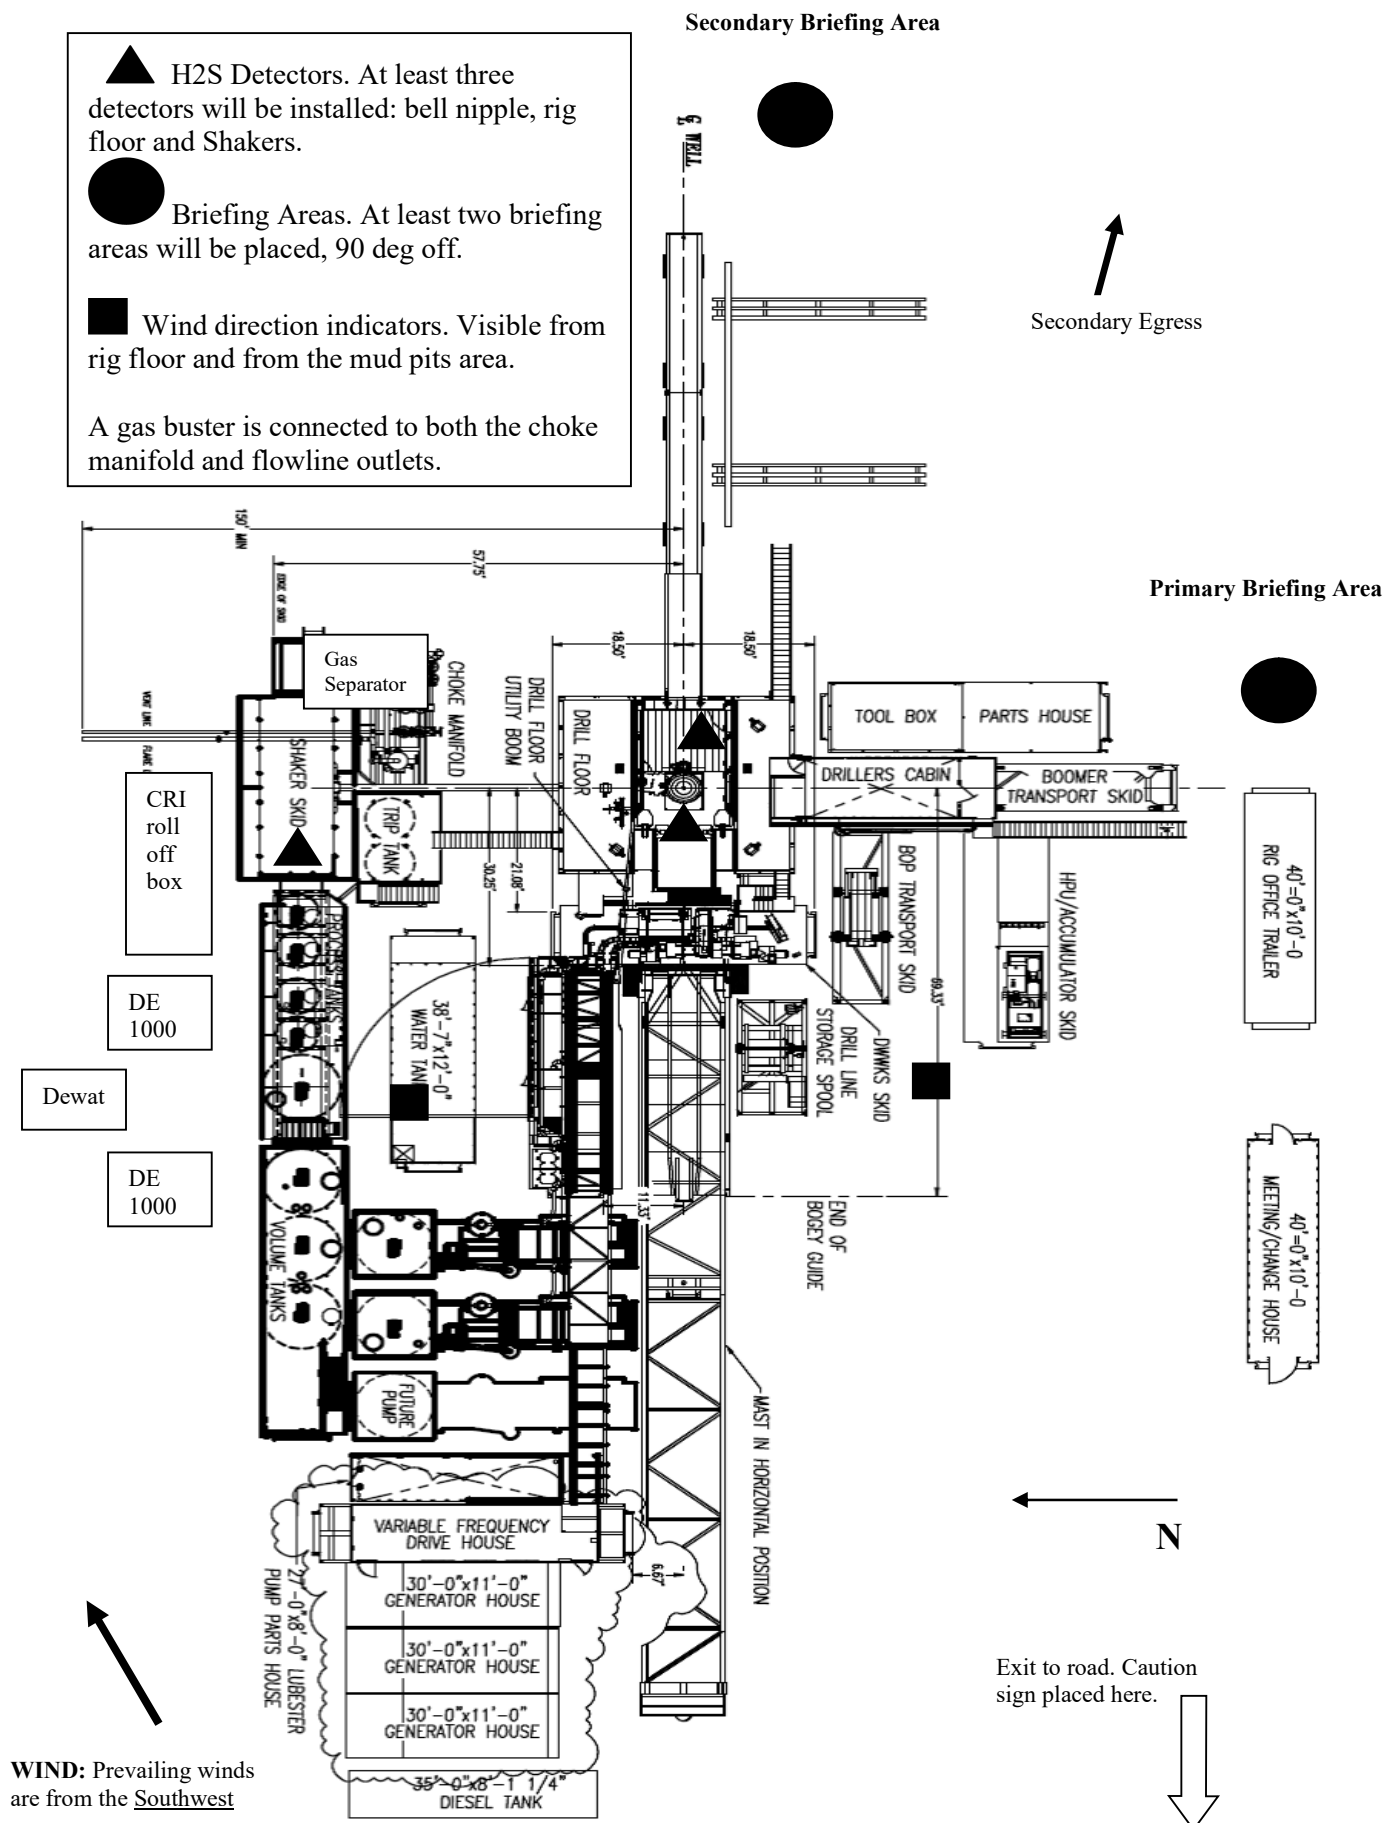 Secondary Briefing Area
H2S Detectors. At least three
detectors will be installed: bell nipple, rig
floor and Shakers.
Briefing Areas. At least two briefing
areas will be placed, 90 deg off.
Wind direction indicators. Visible from
rig floor and from the mud pits area.
A gas buster is connected to both the choke
manifold and flowline outlets.
WELL
Secondary Egress
150' MIN
57.75'
EDGE OF SKID
Primary Briefing Area
18.50'
18.50'
Gas
Separator
CHOKE MANIFOLD
DRILL FLOOR
UTILITY BOOM
DRILL FLOOR
TOOL BOX
PARTS HOUSE
VENT LINE
FLARE
SHAKER SKID
DRILLERS CABIN
BOOMER
TRANSPORT SKID
CRI
roll
off
box
TRIP TANK
30.25'
21.08'
BOP TRANSPORT SKID
HPU/ACCUMULATOR SKID
40'=0"x10'-0
RIG OFFICE TRAILER
PROCESS TANKS
DE
1000
38'-7"x12'-0"
WATER TANK
69.33'
DRILL LINE
STORAGE SPOOL
DWWKS SKID
Dewat
DE
1000
VOLUME TANKS
11.33'
END OF
BOGEY GUIDE
40'=0"x10'-0
MEETING/CHANGE HOUSE
FUTURE
PUMP
MAST IN HORIZONTAL POSITION
N
VARIABLE FREQUENCY
DRIVE HOUSE
6.67'
27'-0"x8'-0" LUBESTER
PUMP PARTS HOUSE
30'-0"x11'-0"
GENERATOR HOUSE
30'-0"x11'-0"
GENERATOR HOUSE
30'-0"x11'-0"
GENERATOR HOUSE
Exit to road. Caution
sign placed here.
WIND: Prevailing winds
are from the Southwest
35'-0"x8'-1 1/4"
DIESEL TANK